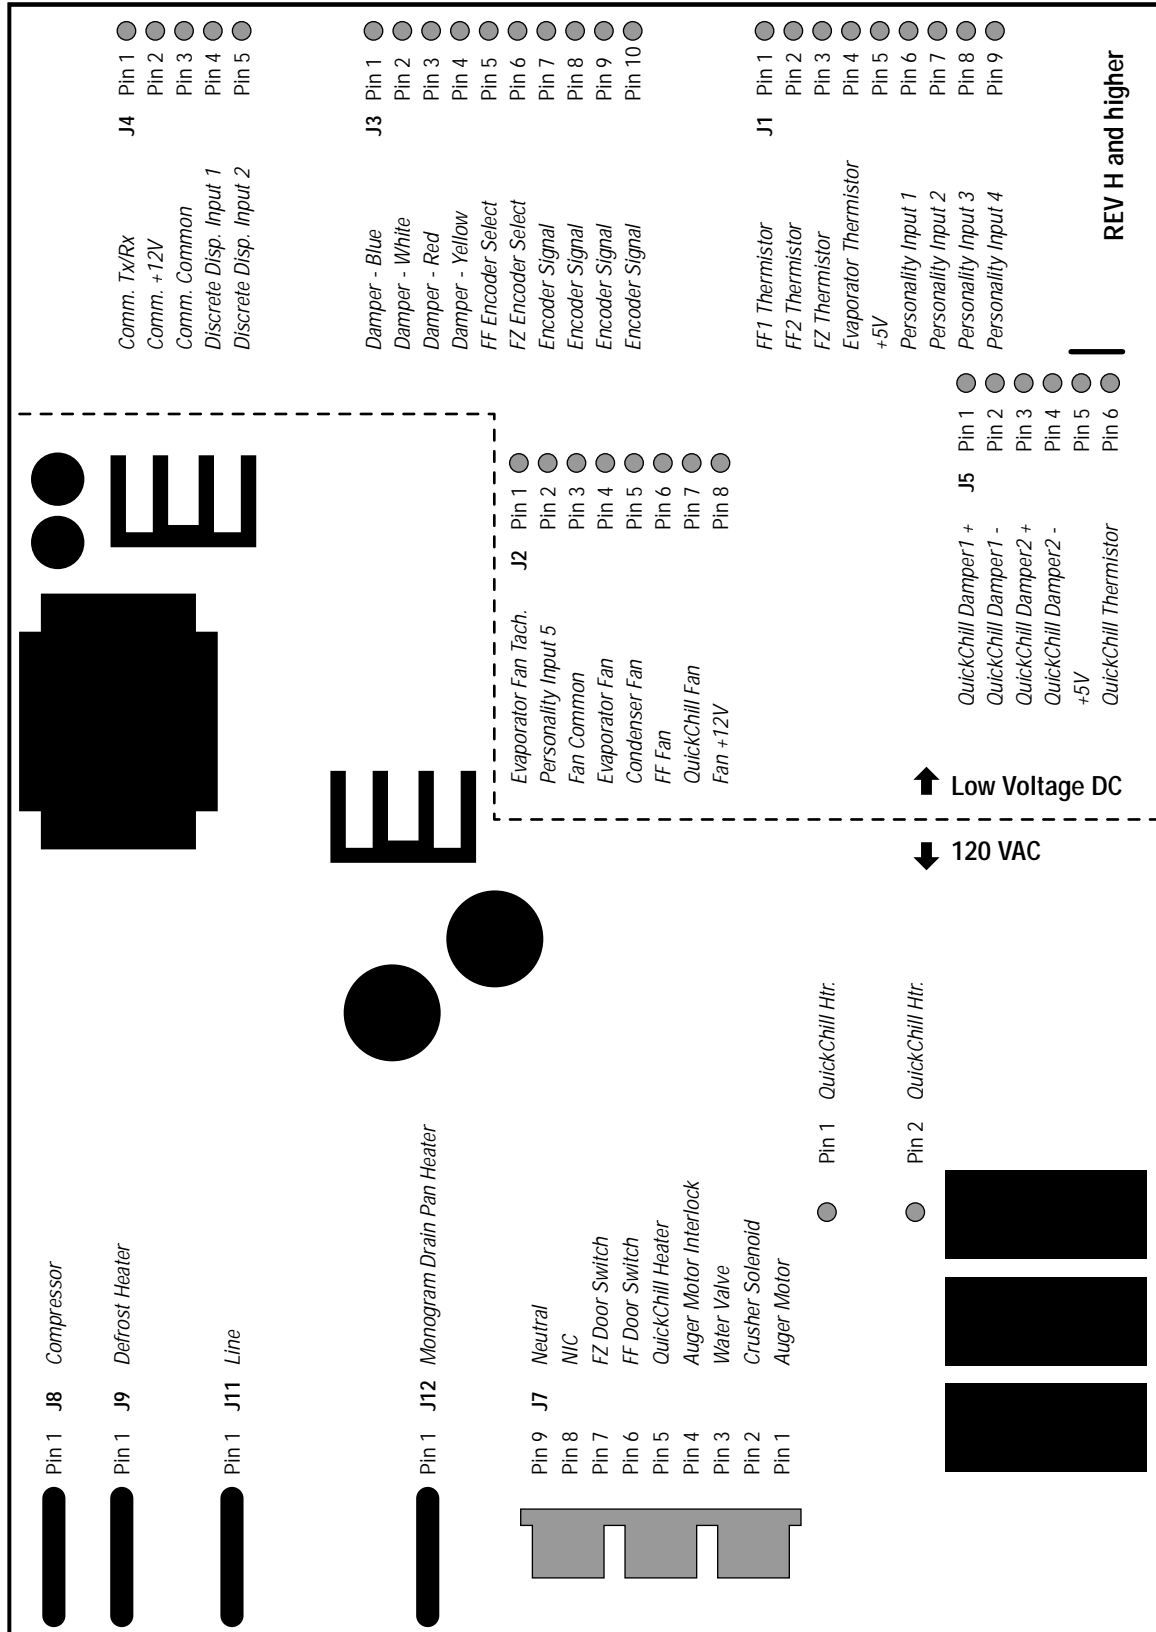 J4
Pin 1 Comm. Tx/Rx
Pin 2 Comm. +12V
Pin 3 Comm. Common
Pin 4 Discrete Disp. Input 1
Pin 5 Discrete Disp. Input 2
J3
Pin 1 Damper - Blue
Pin 2 Damper - White
Pin 3 Damper - Red
Pin 4 Damper - Yellow
Pin 5 FF Encoder Select
Pin 6 FZ Encoder Select
Pin 7 Encoder Signal
Pin 8 Encoder Signal
Pin 9 Encoder Signal
Pin 10 Encoder Signal
J1
Pin 1 FF1 Thermistor
Pin 2 FF2 Thermistor
Pin 3 FZ Thermistor
Pin 4 Evaporator Thermistor
Pin 5 +5V
Pin 6 Personality Input 1
Pin 7 Personality Input 2
Pin 8 Personality Input 3
Pin 9 Personality Input 4
REV H and higher
J2
Pin 1 Evaporator Fan Tach.
Pin 2 Personality Input 5
Pin 3 Fan Common
Pin 4 Evaporator Fan
Pin 5 Condenser Fan
Pin 6 FF Fan
Pin 7 QuickChill Fan
Pin 8 Fan +12V
J5
Pin 1 QuickChill Damper1 +
Pin 2 QuickChill Damper1 -
Pin 3 QuickChill Damper2 +
Pin 4 QuickChill Damper2 -
Pin 5 +5V
Pin 6 QuickChill Thermistor
Low Voltage DC
120 VAC
Pin 1 QuickChill Htr.
Pin 2 QuickChill Htr.
Pin 1 J8 Compressor
Pin 1 J9 Defrost Heater
Pin 1 J11 Line
Pin 1 J12 Monogram Drain Pan Heater
Pin 9 J7 Neutral
Pin 8 NIC
Pin 7 FZ Door Switch
Pin 6 FF Door Switch
Pin 5 QuickChill Heater
Pin 4 Auger Motor Interlock
Pin 3 Water Valve
Pin 2 Crusher Solenoid
Pin 1 Auger Motor